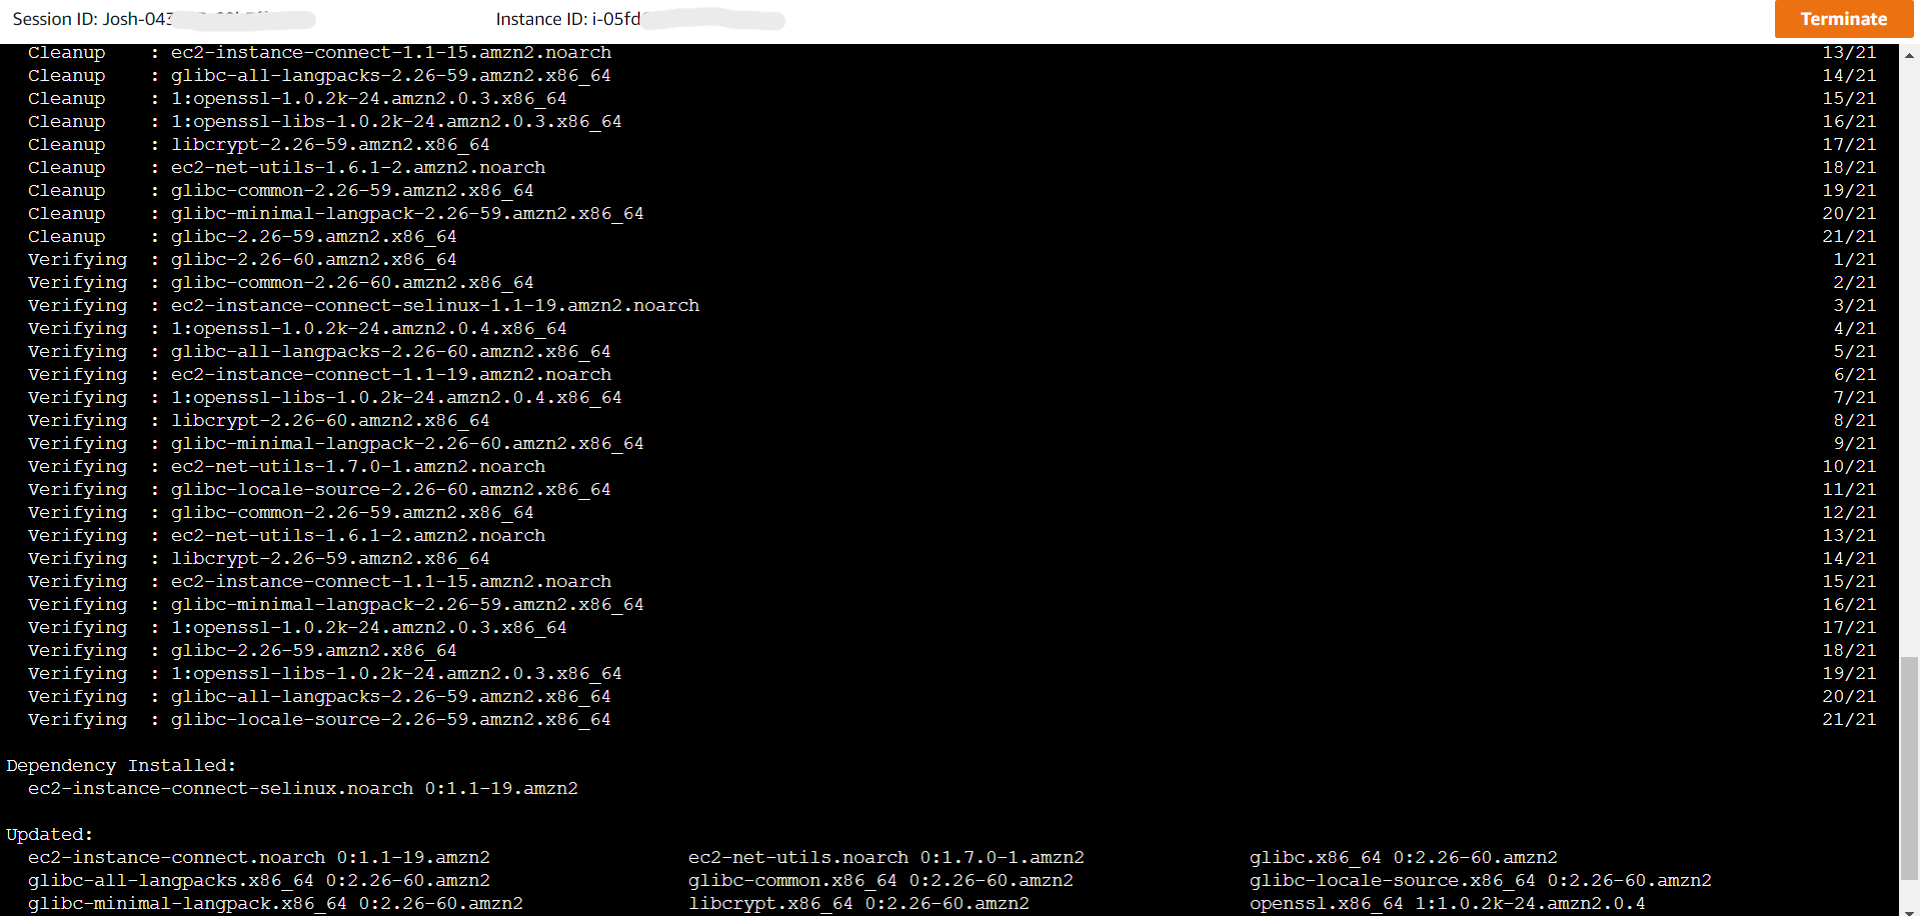 Session ID: Josh-043 Instance ID: i-05fd Terminate
Cleanup : ec2-instance-connect-1.1-15.amzn2.noarch 13/21
Cleanup : glibc-all-langpacks-2.26-59.amzn2.x86_64 14/21
Cleanup : 1:openssl-1.0.2k-24.amzn2.0.3.x86_64 15/21
Cleanup : 1:openssl-libs-1.0.2k-24.amzn2.0.3.x86_64 16/21
Cleanup : libcrypt-2.26-59.amzn2.x86_64 17/21
Cleanup : ec2-net-utils-1.6.1-2.amzn2.noarch 18/21
Cleanup : glibc-common-2.26-59.amzn2.x86_64 19/21
Cleanup : glibc-minimal-langpack-2.26-59.amzn2.x86_64 20/21
Cleanup : glibc-2.26-59.amzn2.x86_64 21/21
Verifying : glibc-2.26-60.amzn2.x86_64 1/21
Verifying : glibc-common-2.26-60.amzn2.x86_64 2/21
Verifying : ec2-instance-connect-selinux-1.1-19.amzn2.noarch 3/21
Verifying : 1:openssl-1.0.2k-24.amzn2.0.4.x86_64 4/21
Verifying : glibc-all-langpacks-2.26-60.amzn2.x86_64 5/21
Verifying : ec2-instance-connect-1.1-19.amzn2.noarch 6/21
Verifying : 1:openssl-libs-1.0.2k-24.amzn2.0.4.x86_64 7/21
Verifying : libcrypt-2.26-60.amzn2.x86_64 8/21
Verifying : glibc-minimal-langpack-2.26-60.amzn2.x86_64 9/21
Verifying : ec2-net-utils-1.7.0-1.amzn2.noarch 10/21
Verifying : glibc-locale-source-2.26-60.amzn2.x86_64 11/21
Verifying : glibc-common-2.26-59.amzn2.x86_64 12/21
Verifying : ec2-net-utils-1.6.1-2.amzn2.noarch 13/21
Verifying : libcrypt-2.26-59.amzn2.x86_64 14/21
Verifying : ec2-instance-connect-1.1-15.amzn2.noarch 15/21
Verifying : glibc-minimal-langpack-2.26-59.amzn2.x86_64 16/21
Verifying : 1:openssl-1.0.2k-24.amzn2.0.3.x86_64 17/21
Verifying : glibc-2.26-59.amzn2.x86_64 18/21
Verifying : 1:openssl-libs-1.0.2k-24.amzn2.0.3.x86_64 19/21
Verifying : glibc-all-langpacks-2.26-59.amzn2.x86_64 20/21
Verifying : glibc-locale-source-2.26-59.amzn2.x86_64 21/21
Dependency Installed:
ec2-instance-connect-selinux.noarch 0:1.1-19.amzn2
Updated:
ec2-instance-connect.noarch 0:1.1-19.amzn2 ec2-net-utils.noarch 0:1.7.0-1.amzn2 glibc.x86_64 0:2.26-60.amzn2
glibc-all-langpacks.x86_64 0:2.26-60.amzn2 glibc-common.x86_64 0:2.26-60.amzn2 glibc-locale-source.x86_64 0:2.26-60.amzn2
glibc-minimal-langpack.x86_64 0:2.26-60.amzn2 libcrypt.x86_64 0:2.26-60.amzn2 openssl.x86_64 1:1.0.2k-24.amzn2.0.4